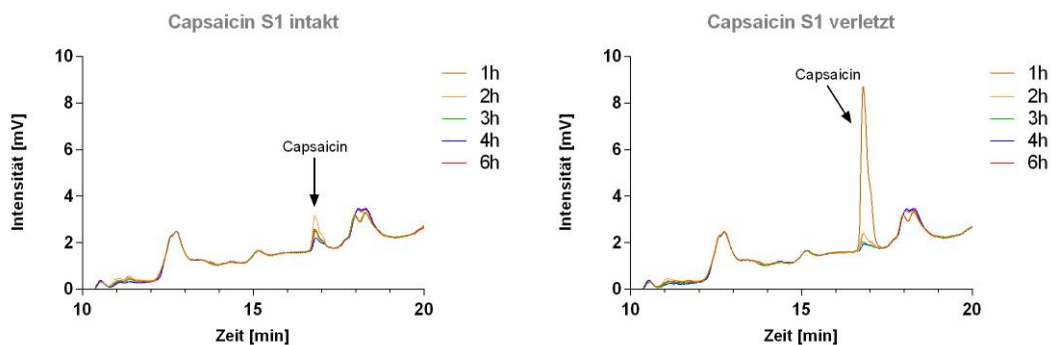 Capsaicin S1 intakt
10
8
6
4
2
0
Intensität [mV]
10
15
20
Zeit [min]
Capsaicin
1h
2h
3h
4h
6h
Capsaicin S1 verletzt
10
8
6
4
2
0
Intensität [mV]
10
15
20
Zeit [min]
Capsaicin
1h
2h
3h
4h
6h